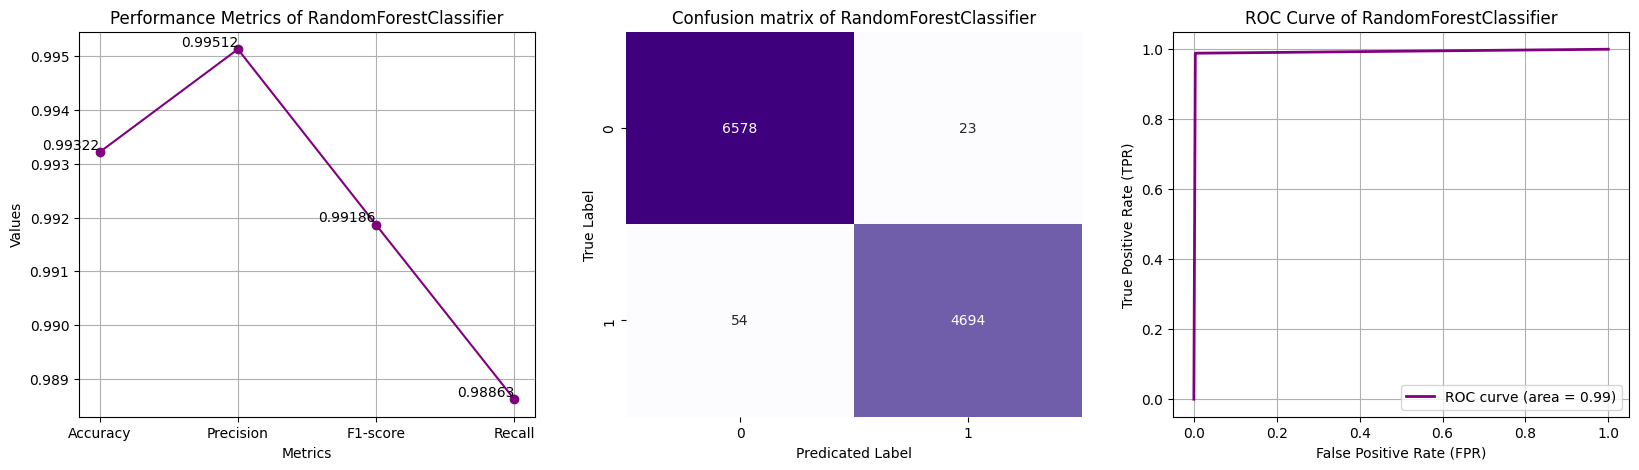 Performance Metrics of RandomForestClassifier
0.995
0.994
0.993
0.992
0.991
0.990
0.989
Values
0.99322
0.99512
0.99186
0.98863
Accuracy Precision F1-score Recall
Metrics
Confusion matrix of RandomForestClassifier
True Label
0
1
6578 23
54 4694
0 1
Predicated Label
ROC Curve of RandomForestClassifier
True Positive Rate (TPR)
1.0
0.8
0.6
0.4
0.2
0.0
ROC curve (area = 0.99)
0.0 0.2 0.4 0.6 0.8 1.0
False Positive Rate (FPR)